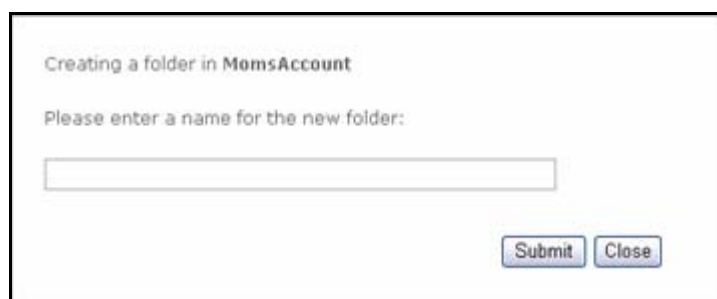 Creating a folder in MomsAccount
Please enter a name for the new folder:
Submit Close